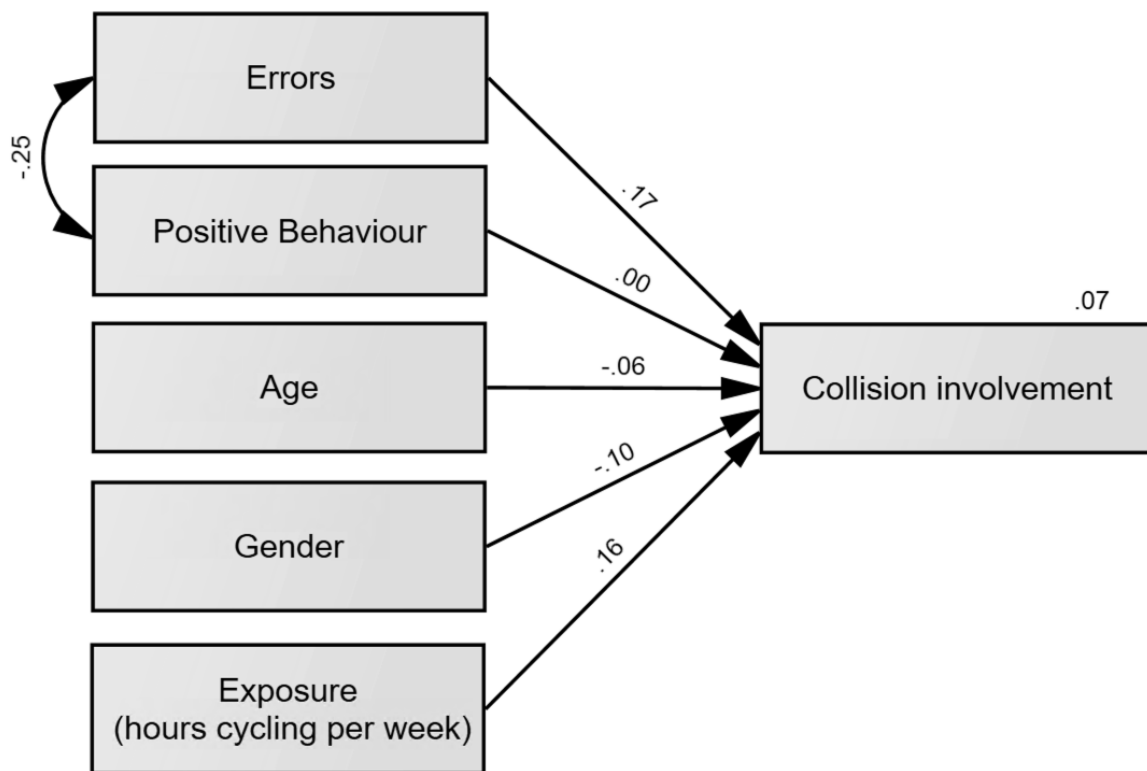 Errors
-.25
.17
Positive Behaviour
.00
.07
Age
-.06
Collision involvement
-.10
Gender
.16
Exposure
(hours cycling per week)